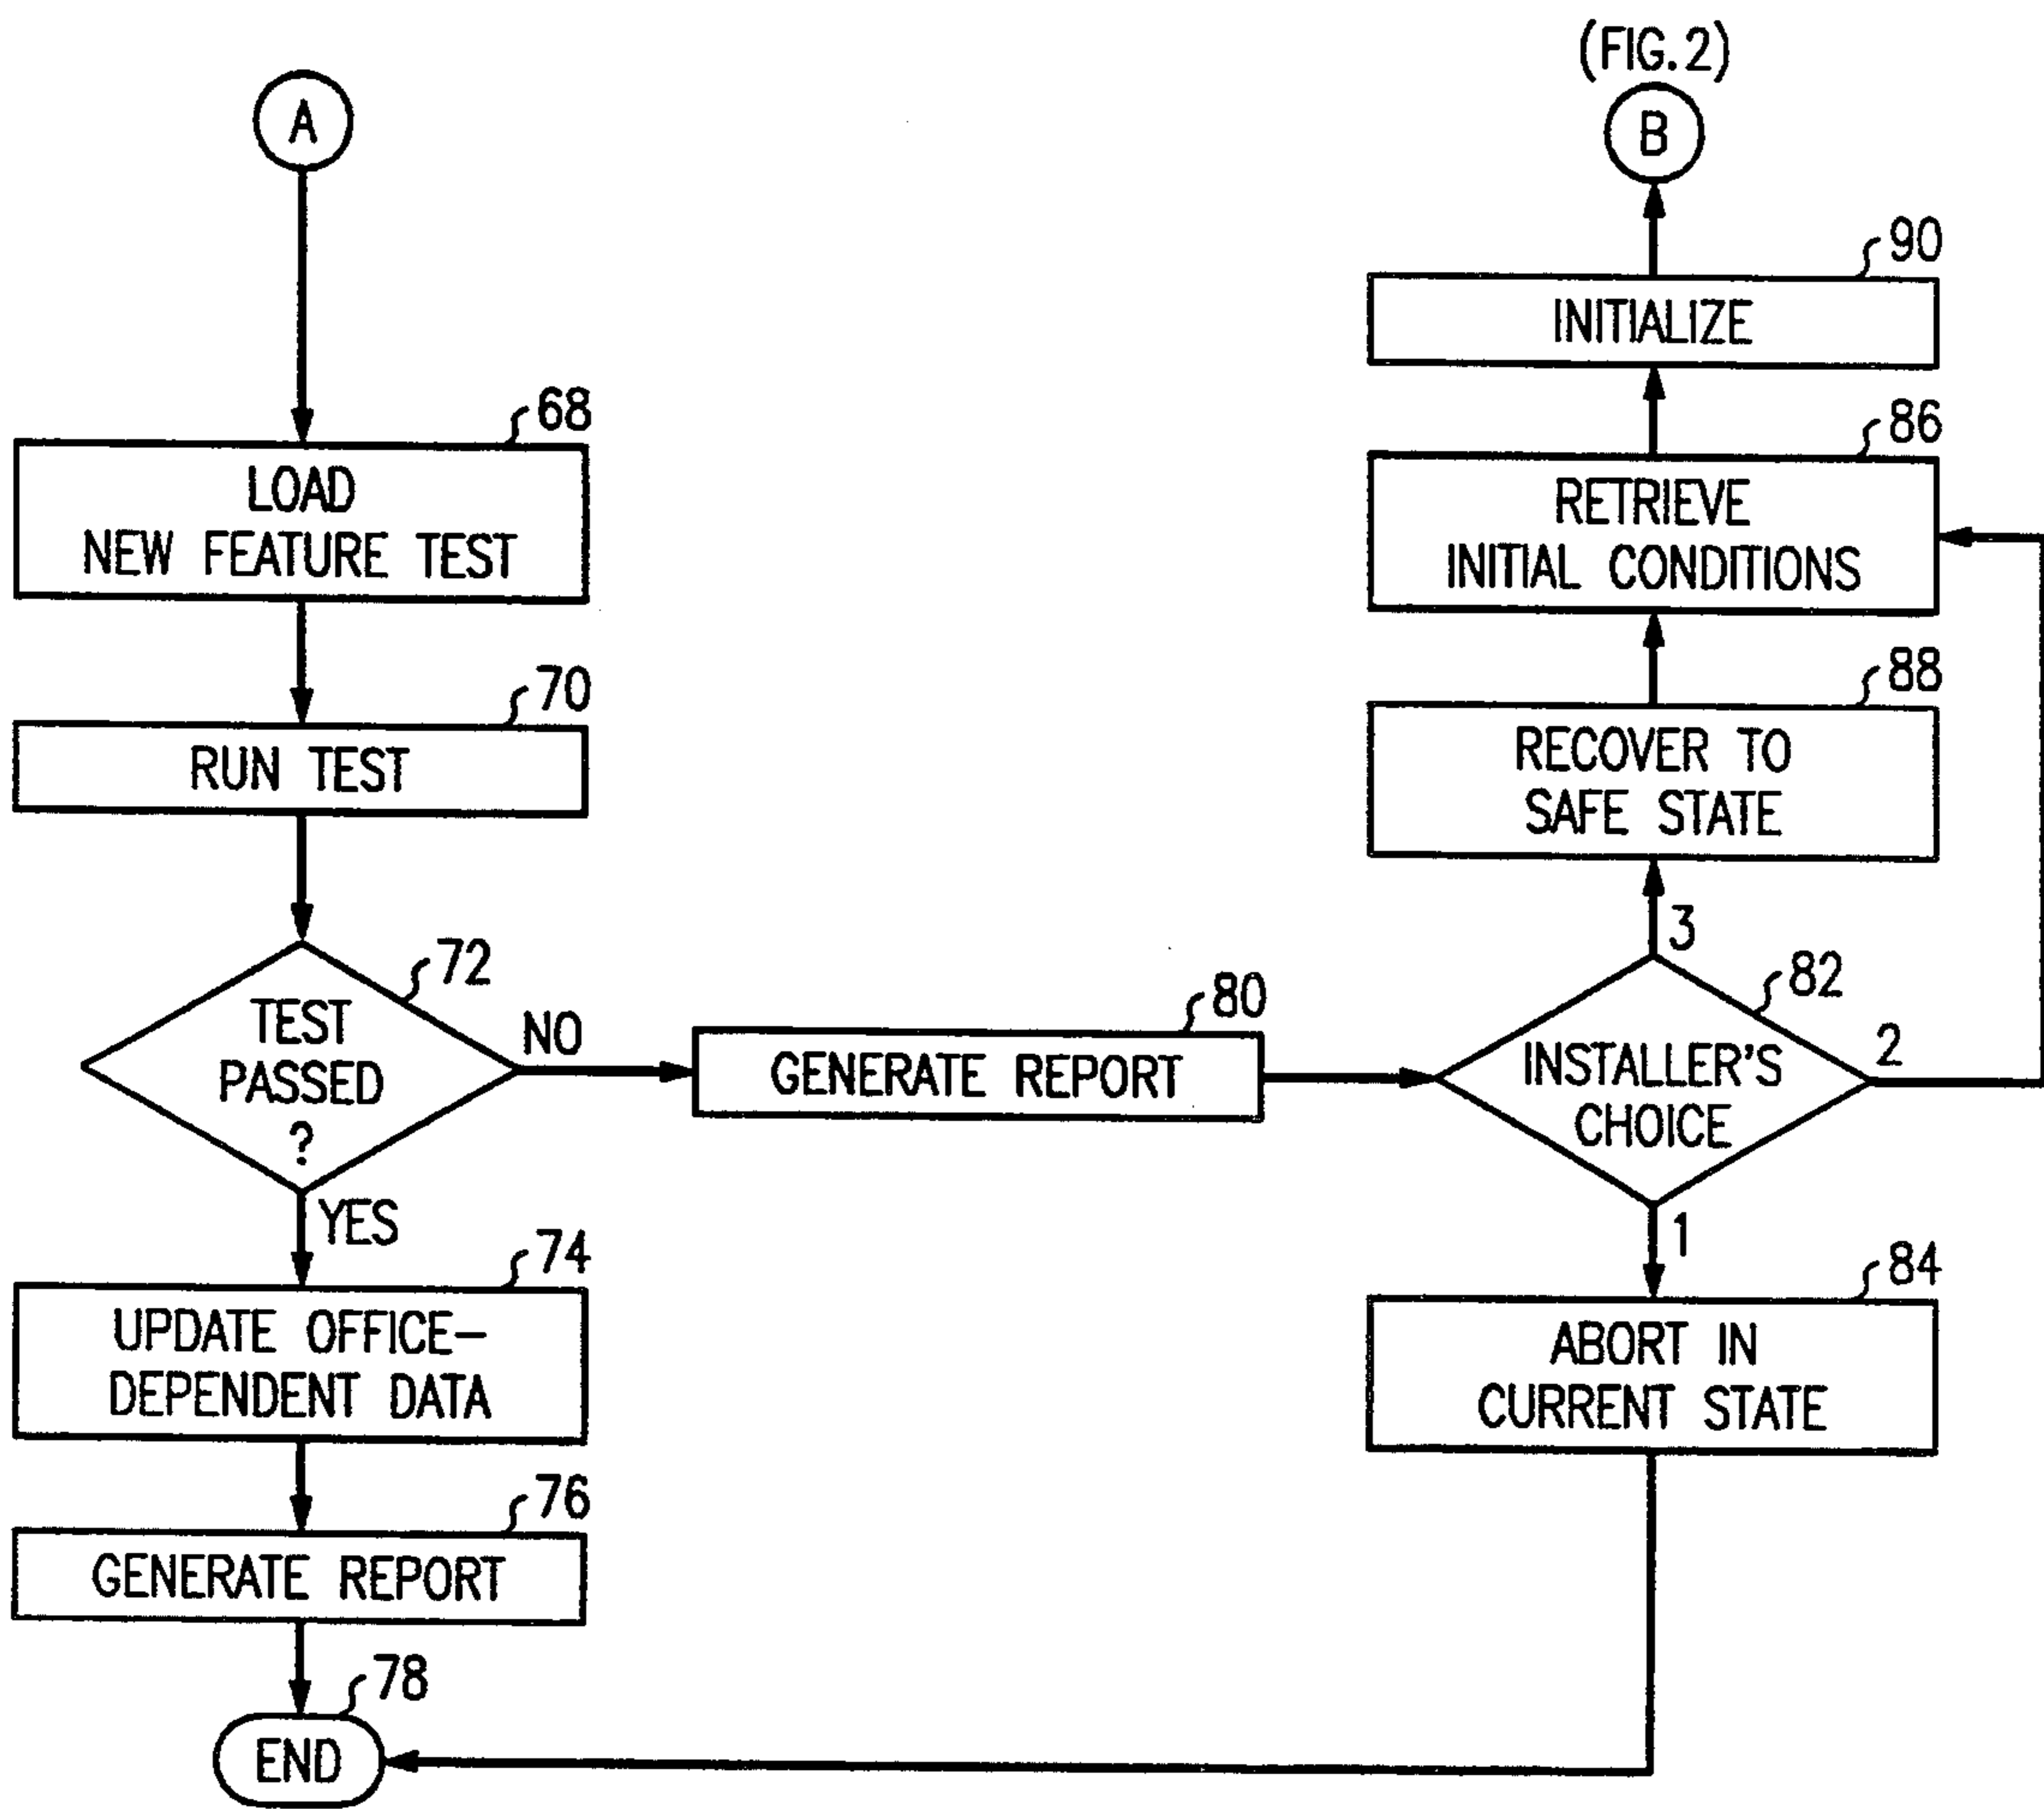 A
68
LOAD
NEW FEATURE TEST
70
RUN TEST
72
TEST
PASSED
?
NO
YES
74
UPDATE OFFICE-
DEPENDENT DATA
76
GENERATE REPORT
78
END
80
GENERATE REPORT
(FIG. 2)
B
90
INITIALIZE
86
RETRIEVE
INITIAL CONDITIONS
88
RECOVER TO
SAFE STATE
3
82
INSTALLER'S
CHOICE
2
1
84
ABORT IN
CURRENT STATE